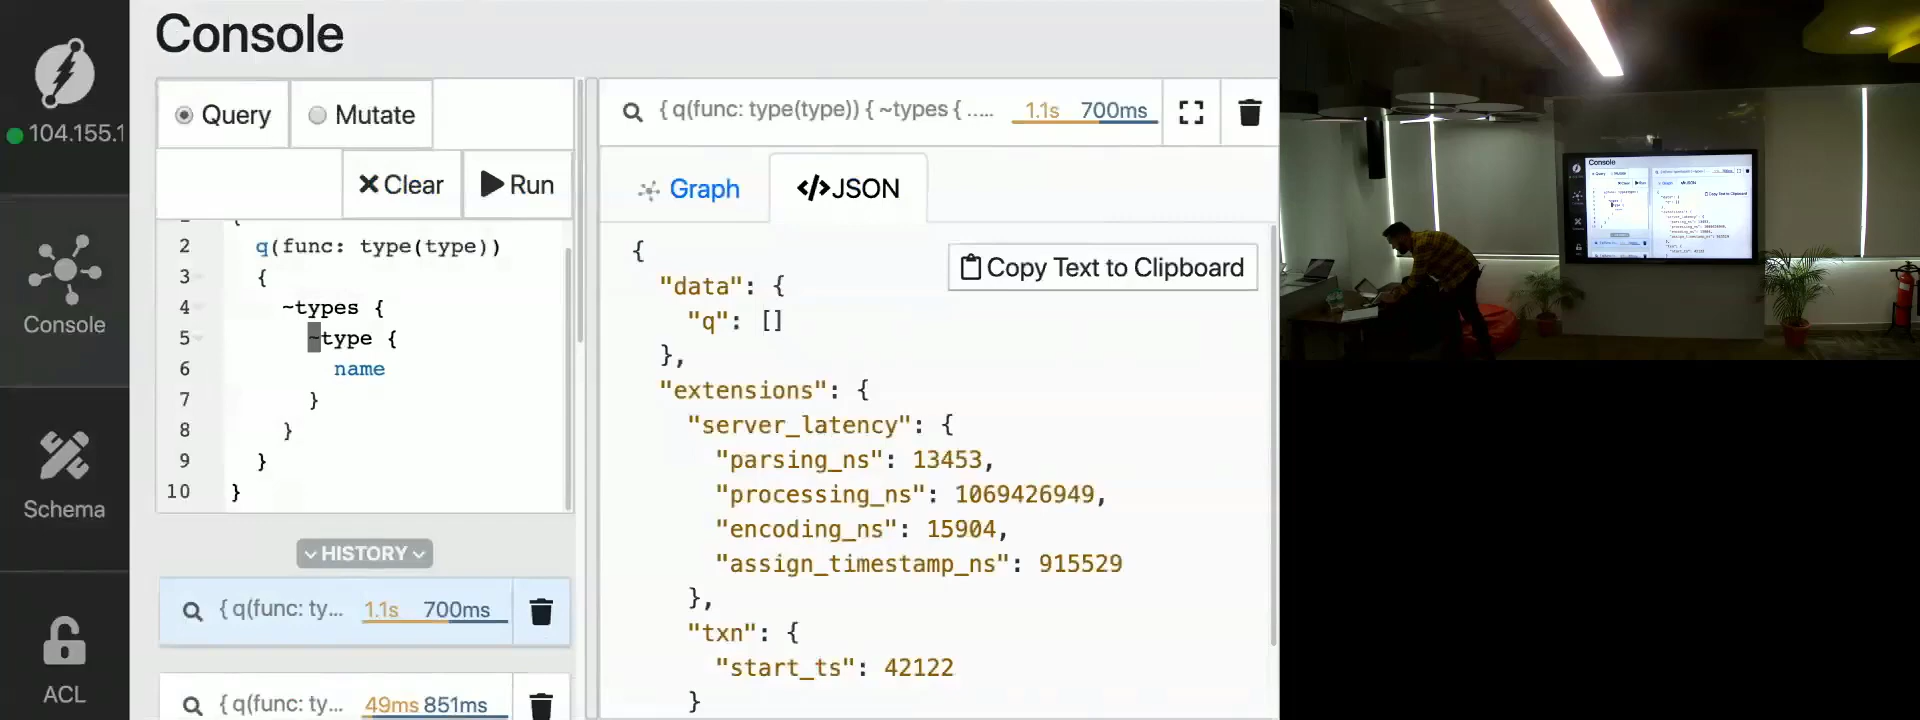 Console
104.155.1
Query
Mutate
Clear
Run
2 q(func: type(type))
3 {
4 ~types {
5 ~type {
6 name
7 }
8 }
9 }
10 }
HISTORY
{ q(func: ty... 1.1s 700ms
{ q(func: ty... 49ms 851ms
Console
Schema
ACL
{ q(func: type(type)) { ~types { ..... 1.1s 700ms
Graph
</>JSON
Copy Text to Clipboard
{
"data": {
"q": []
},
"extensions": {
"server_latency": {
"parsing_ns": 13453,
"processing_ns": 1069426949,
"encoding_ns": 15904,
"assign_timestamp_ns": 915529
},
"txn": {
"start_ts": 42122
}
Console